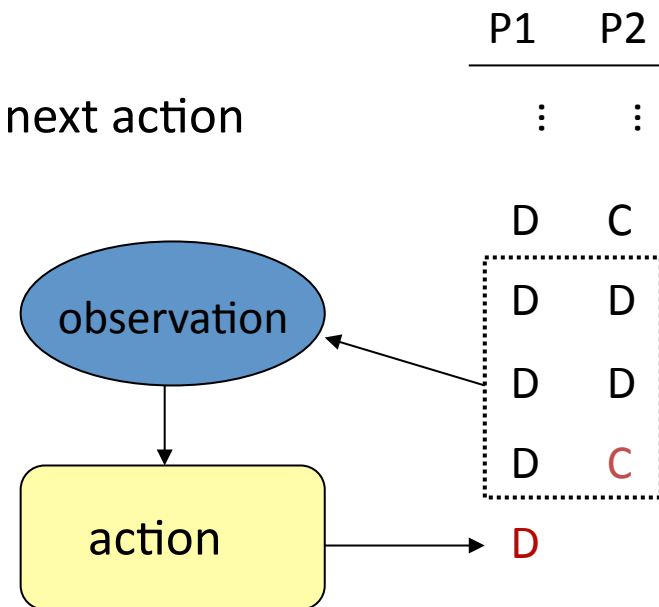 P1 P2
next action
⋮ ⋮
D C
D D
observation
D D
D C
action
D